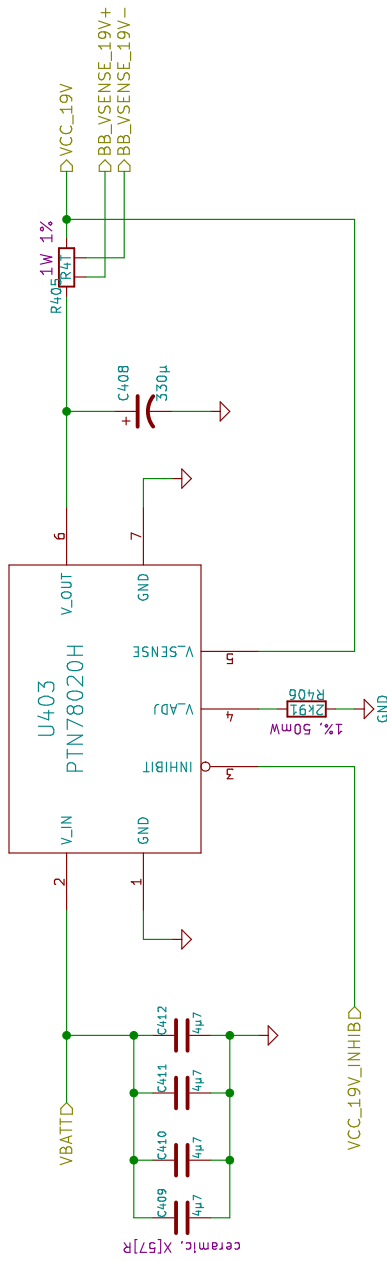 VCC_19V
BB_VSENSE_19V+
BB_VSENSE_19V-
1W 1%
R405
R4T
C408
330µ
+
6
7
V_OUT
GND
U403
PTN78020H
V_SENSE
5
V_ADJ
4
R406
2k91
1%, 50mW
GND
INHIBIT
3
V_IN
GND
2
1
VBATT
C412
4µ7
C411
4µ7
C410
4µ7
C409
4µ7
ceramic, X[57]R
VCC_19V_INHIB